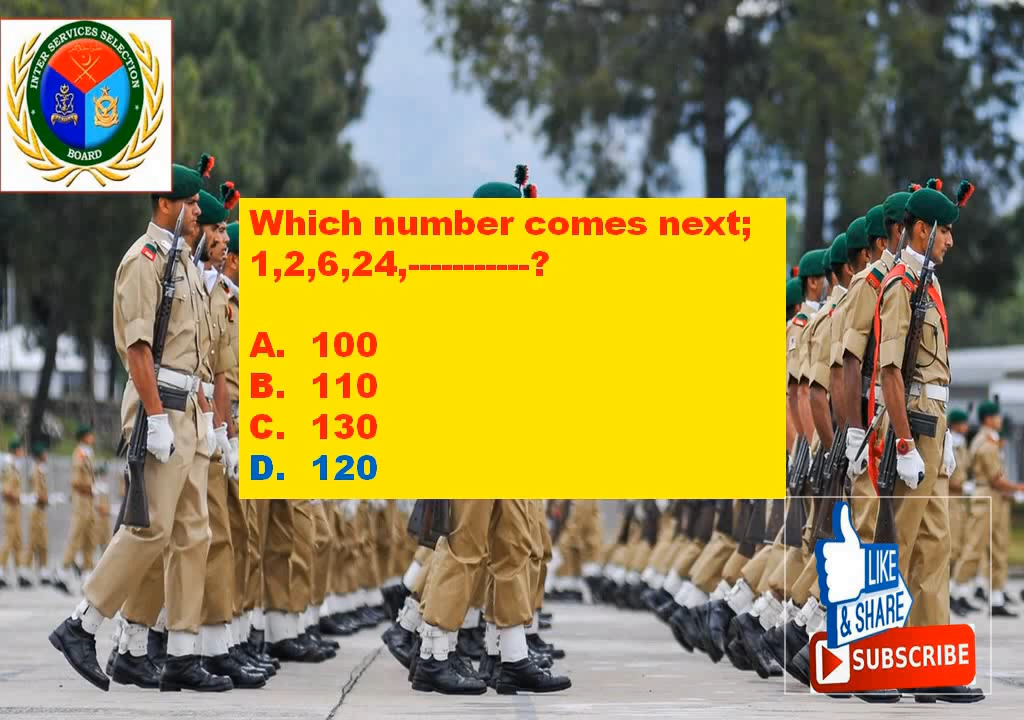 INTER SERVICES SELECTION
BOARD
Which number comes next;
1,2,6,24,-----------?
A. 100
B. 110
C. 130
D. 120
LIKE
& SHARE
SUBSCRIBE